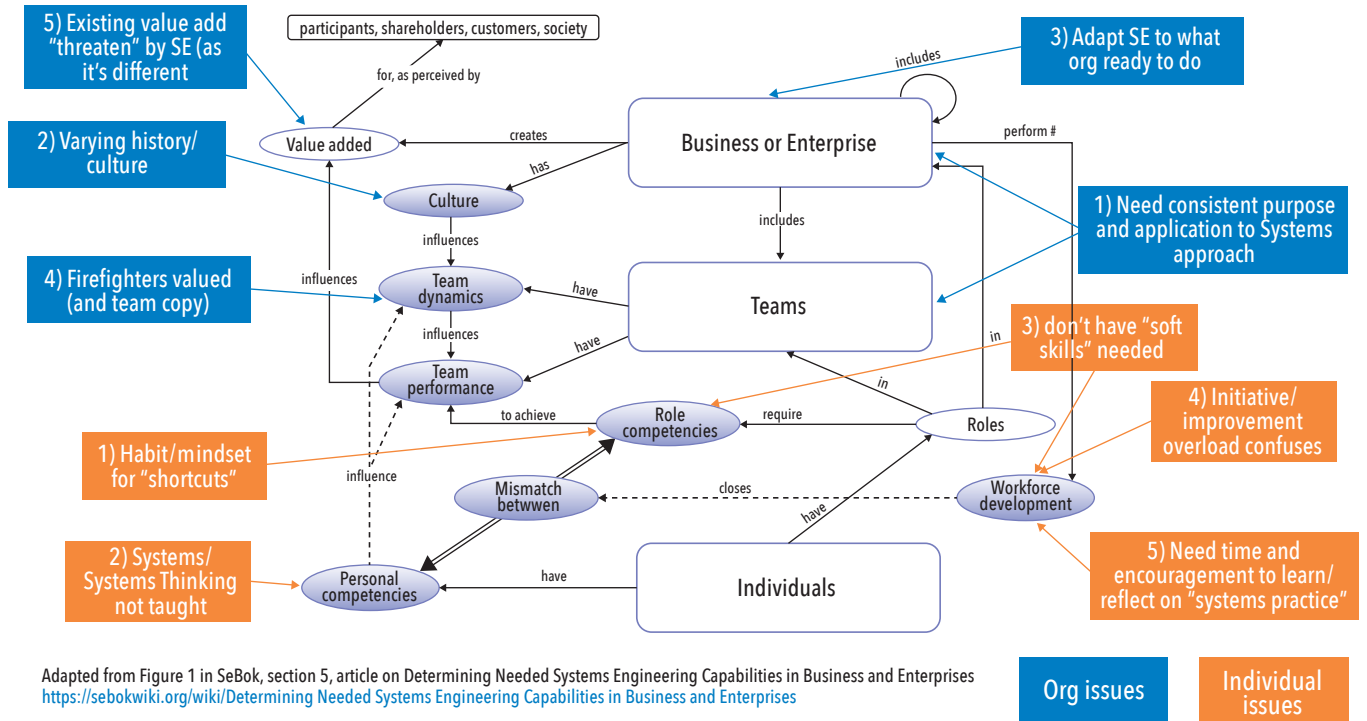 5) Existing value add
"threaten" by SE (as
it's different
participants, shareholders, customers, society
for, as perceived by
3) Adapt SE to what
org ready to do
includes
Business or Enterprise
perform #
Value added
creates
2) Varying history/
culture
has
Culture
includes
1) Need consistent purpose
and application to Systems
approach
influences
influences
4) Firefighters valued
(and team copy)
Team
dynamics
have
Teams
influences
have
3) don't have "soft
skills" needed
in
Team
performance
in
4) Initiative/
improvement
overload confuses
to achieve
Role
competencies
require
Roles
1) Habit/mindset
for "shortcuts"
influence
Mismatch
betwwen
closes
have
Workforce
development
2) Systems/
Systems Thinking
not taught
Personal
competencies
have
Individuals
5) Need time and
encouragement to learn/
reflect on "systems practice"
Adapted from Figure 1 in SeBok, section 5, article on Determining Needed Systems Engineering Capabilities in Business and Enterprises
https://sebokwiki.org/wiki/Determining Needed Systems Engineering Capabilities in Business and Enterprises
Org issues
Individual
issues